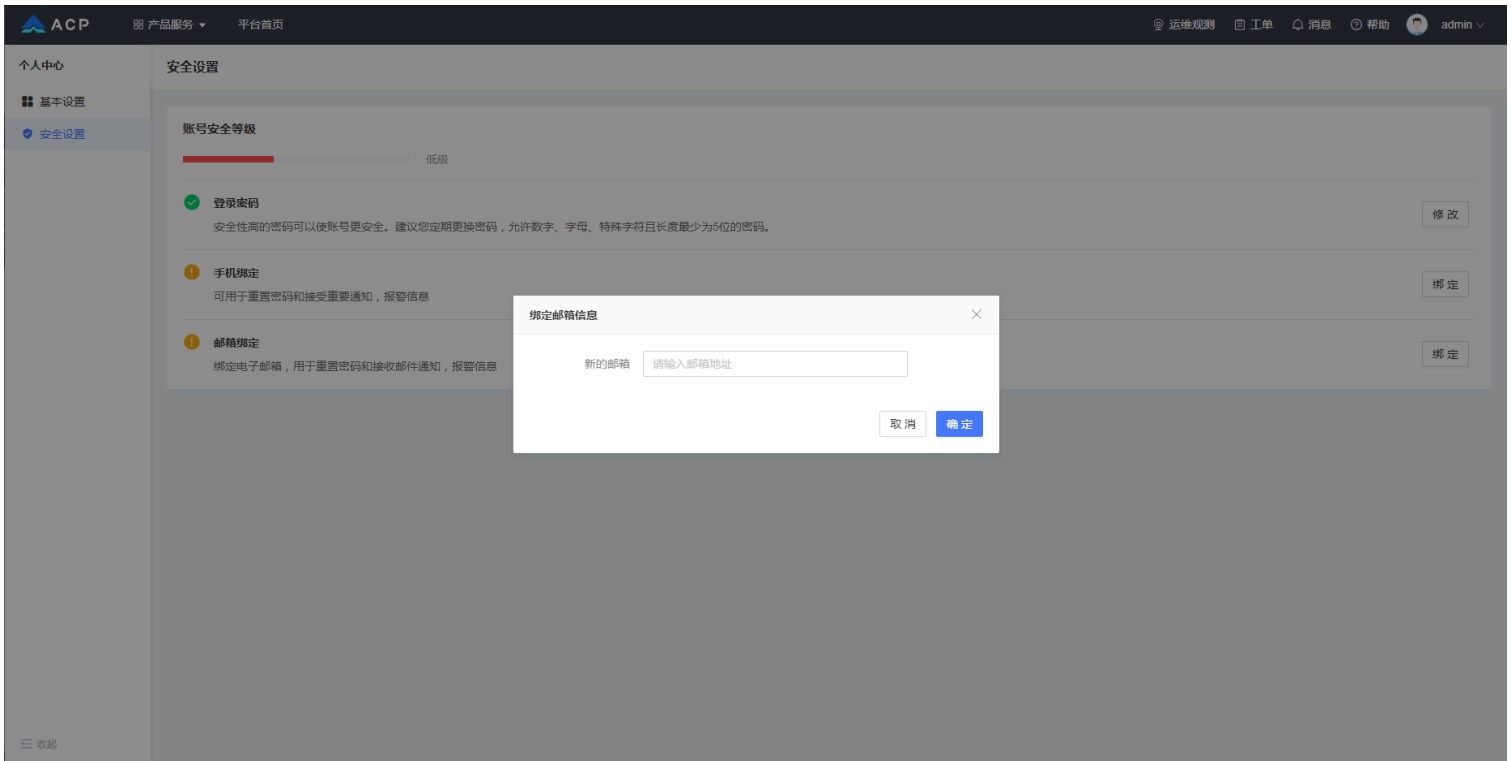 ACP 产品服务 平台首页 运维观测 工单 消息 帮助 admin
个人中心
安全设置
基本设置
安全设置
账号安全等级
低级
登录密码
安全性高的密码可以使账号更安全。建议您定期更换密码，允许数字、字母、特殊字符且长度最少为5位的密码。
修 改
手机绑定
可用于重置密码和接受重要通知，报警信息
绑 定
邮箱绑定
绑定电子邮箱，用于重置密码和接收邮件通知，报警信息
绑 定
绑定邮箱信息
新的邮箱 请输入邮箱地址
取 消 确 定
收起